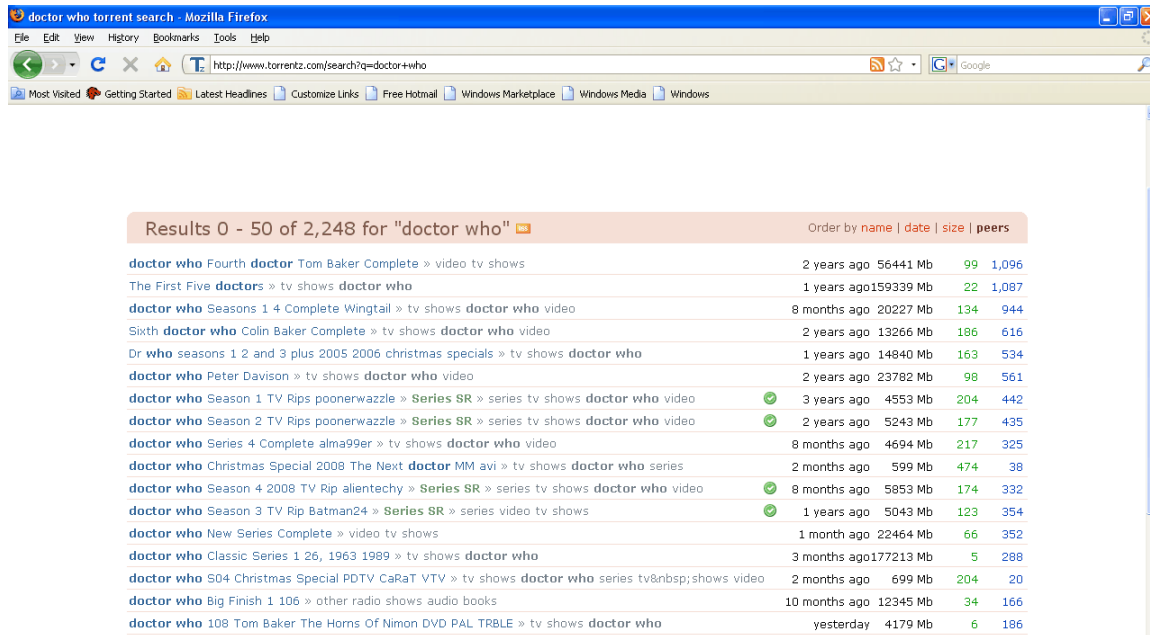 doctor who torrent search - Mozilla Firefox
File Edit View History Bookmarks Tools Help
http://www.torrentz.com/search?q=doctor+who G Google
Most Visited Getting Started Latest Headlines Customize Links Free Hotmail Windows Marketplace Windows Media Windows
Results 0 - 50 of 2,248 for "doctor who" Order by name | date | size | peers
doctor who Fourth doctor Tom Baker Complete » video tv shows 2 years ago 56441 Mb 99 1,096
The First Five doctors » tv shows doctor who 1 years ago 159339 Mb 22 1,087
doctor who Seasons 1 4 Complete Wingtail » tv shows doctor who video 8 months ago 20227 Mb 134 944
Sixth doctor who Colin Baker Complete » tv shows doctor who video 2 years ago 13266 Mb 186 616
Dr who seasons 1 2 and 3 plus 2005 2006 christmas specials » tv shows doctor who 1 years ago 14840 Mb 163 534
doctor who Peter Davison » tv shows doctor who video 2 years ago 23782 Mb 98 561
doctor who Season 1 TV Rips poonerwazzle » Series SR » series tv shows doctor who video 3 years ago 4553 Mb 204 442
doctor who Season 2 TV Rips poonerwazzle » Series SR » series tv shows doctor who video 2 years ago 5243 Mb 177 435
doctor who Series 4 Complete alma99er » tv shows doctor who video 8 months ago 4694 Mb 217 325
doctor who Christmas Special 2008 The Next doctor MM avi » tv shows doctor who series 2 months ago 599 Mb 474 38
doctor who Season 4 2008 TV Rip alientechy » Series SR » series tv shows doctor who video 8 months ago 5853 Mb 174 332
doctor who Season 3 TV Rip Batman24 » Series SR » series video tv shows 1 years ago 5043 Mb 123 354
doctor who New Series Complete » video tv shows 1 month ago 22464 Mb 66 352
doctor who Classic Series 1 26, 1963 1989 » tv shows doctor who 3 months ago 177213 Mb 5 288
doctor who S04 Christmas Special PDTV CaRaT VTV » tv shows doctor who series tv&nbsp;shows video 2 months ago 699 Mb 204 20
doctor who Big Finish 1 106 » other radio shows audio books 10 months ago 12345 Mb 34 166
doctor who 108 Tom Baker The Horns Of Nimon DVD PAL TRBLE » tv shows doctor who yesterday 4179 Mb 6 186